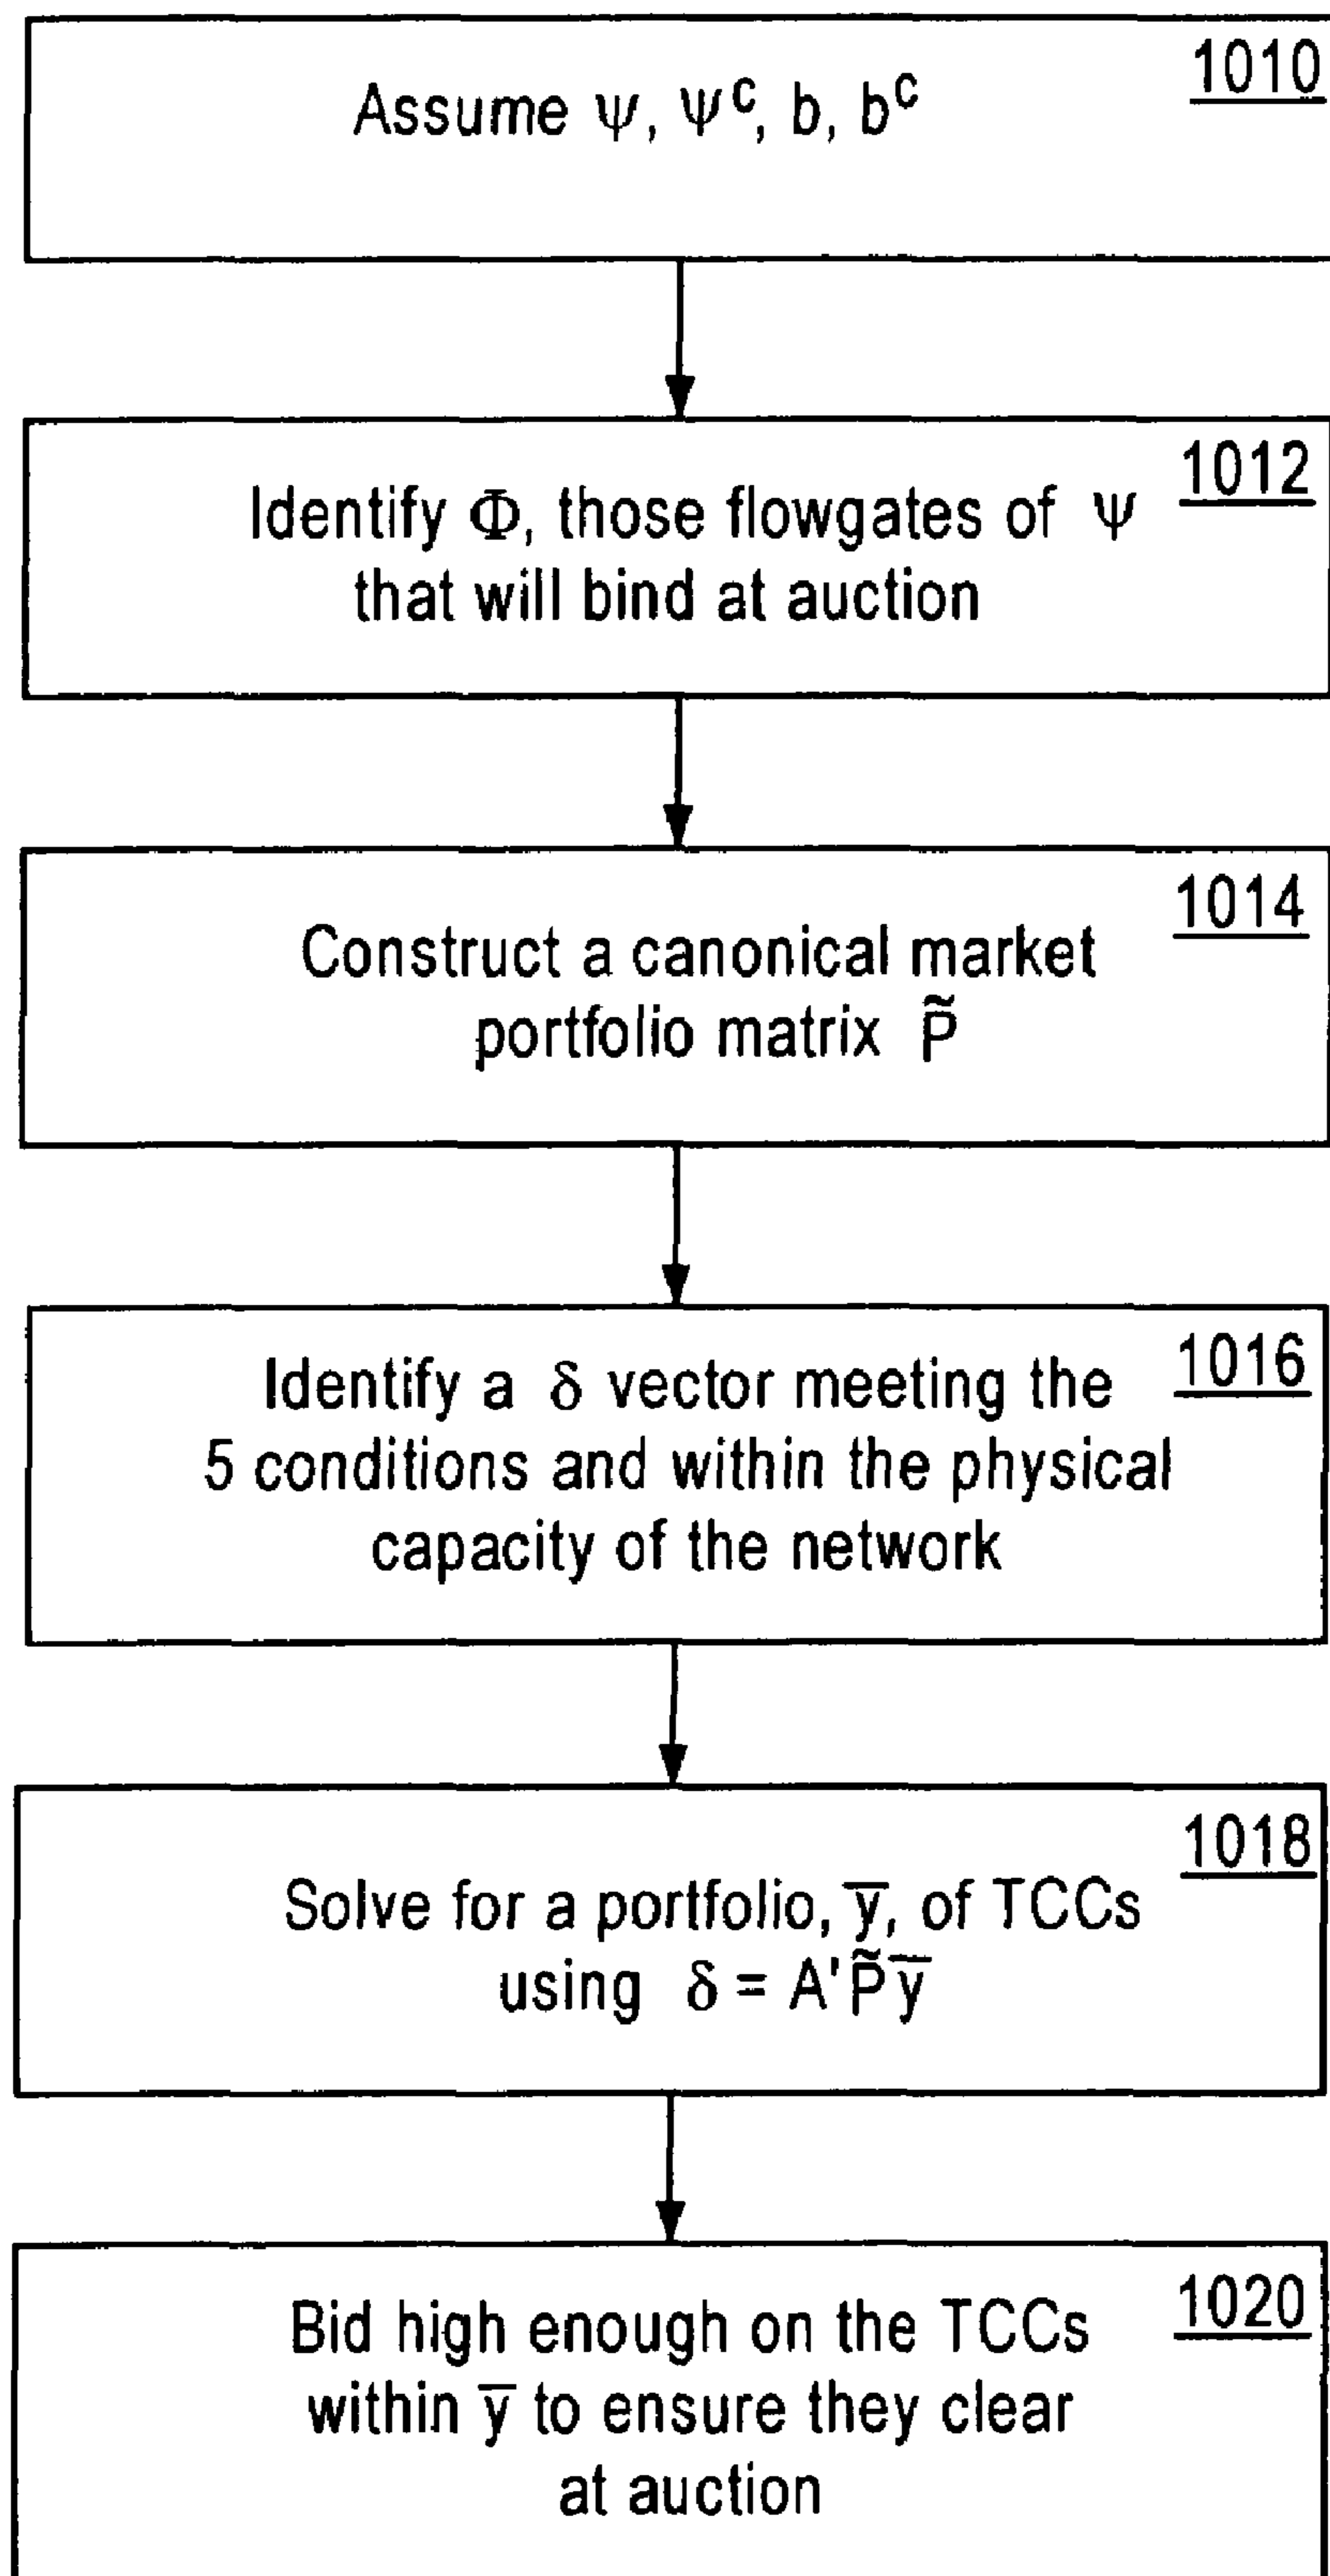 1010
Assume ψ, ψᶜ, b, bᶜ
1012
Identify Φ, those flowgates of ψ
that will bind at auction
1014
Construct a canonical market
portfolio matrix P̃
1016
Identify a δ vector meeting the
5 conditions and within the physical
capacity of the network
1018
Solve for a portfolio, y̅, of TCCs
using δ = A'P̃y̅
1020
Bid high enough on the TCCs
within y̅ to ensure they clear
at auction